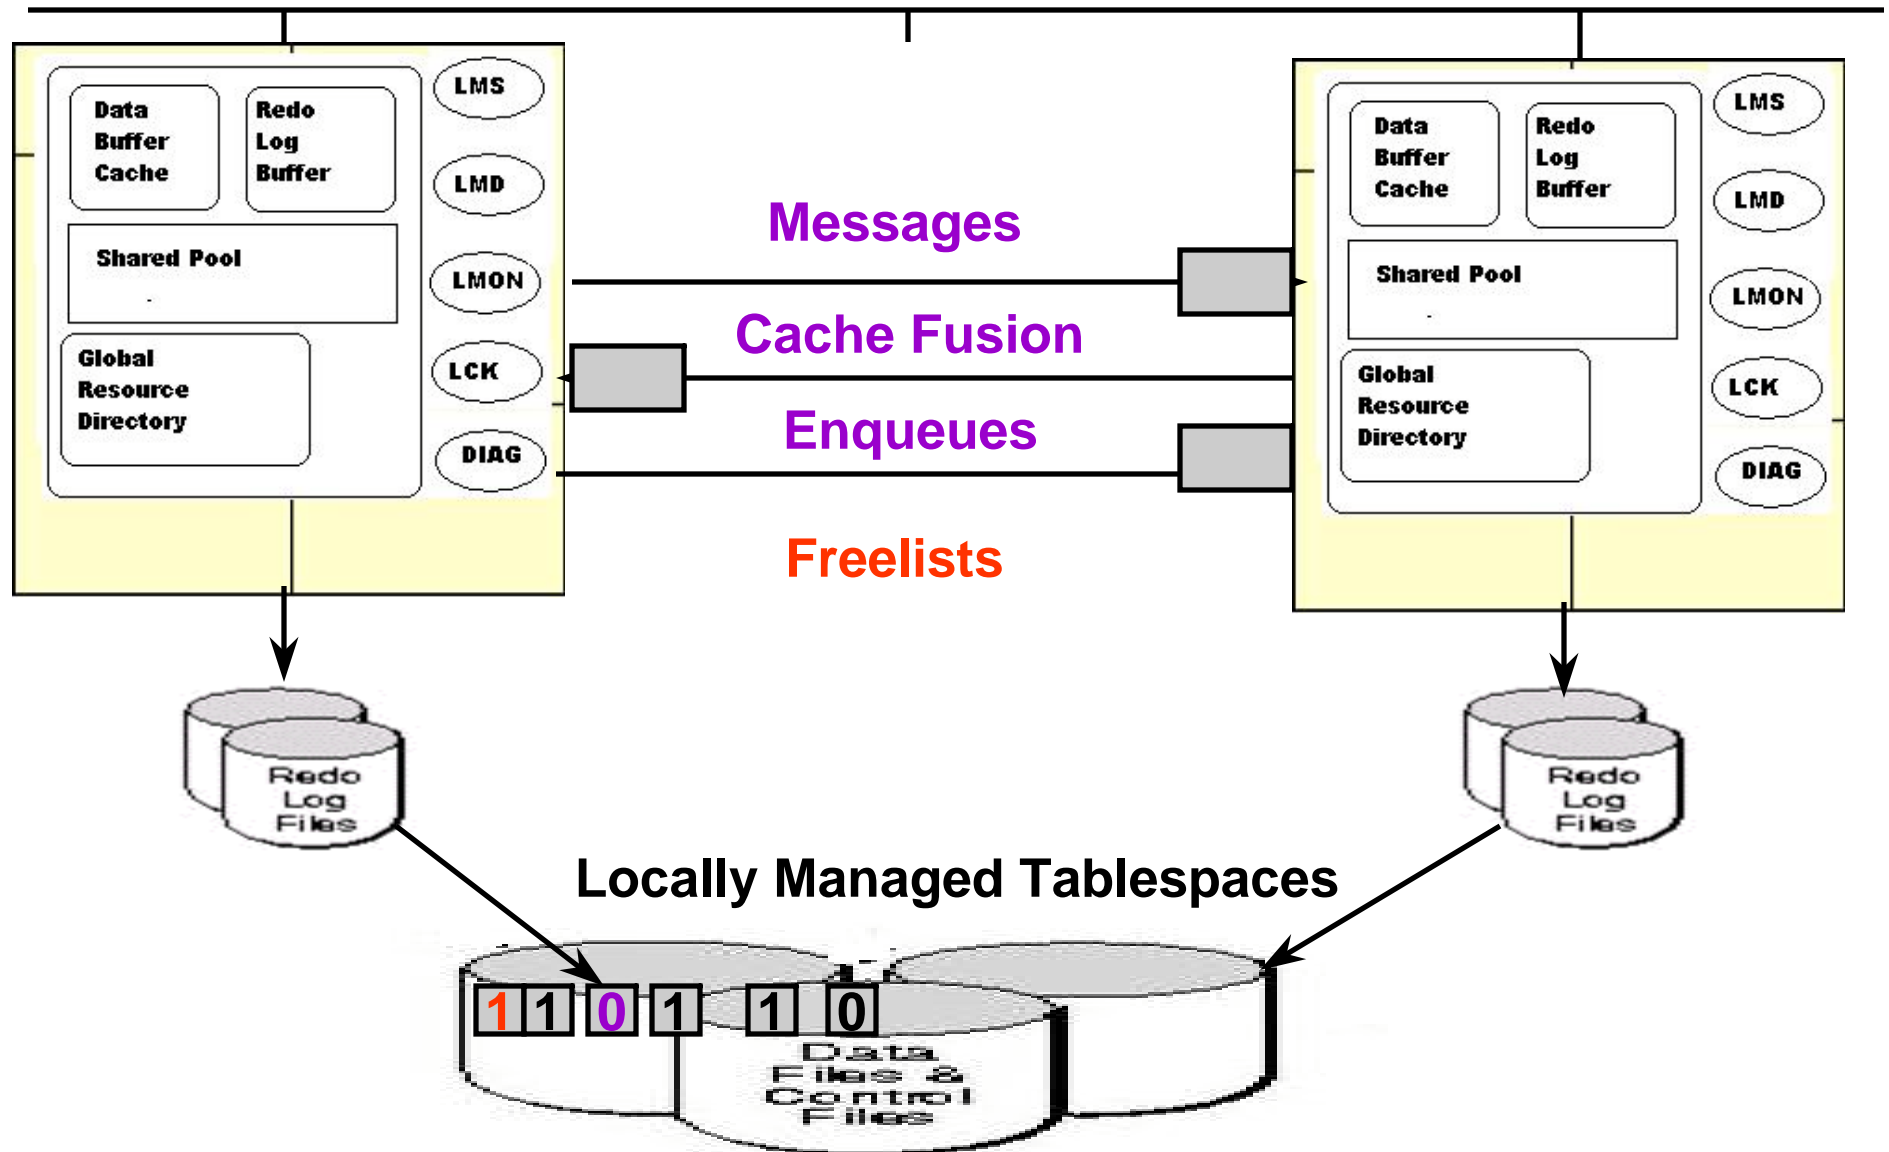 Data
Buffer
Cache
Redo
Log
Buffer
Shared Pool
Global
Resource
Directory
LMS
LMD
LMON
LCK
DIAG
Messages
Cache Fusion
Enqueues
Freelists
Data
Buffer
Cache
Redo
Log
Buffer
Shared Pool
Global
Resource
Directory
LMS
LMD
LMON
LCK
DIAG
Redo
Log
Files
Redo
Log
Files
Locally Managed Tablespaces
1 1 0 1 1 0
Data
Files &
Control
Files